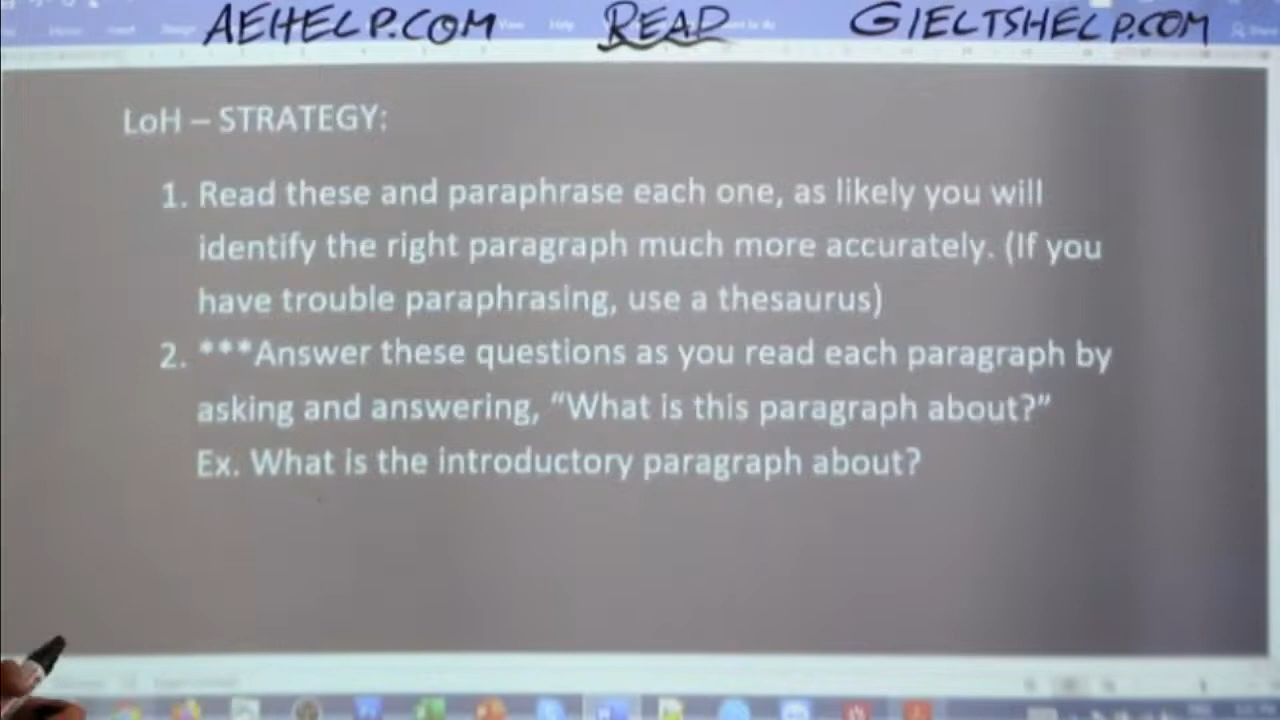 AEHELP.COM READ GIELTSHELP.COM
LoH – STRATEGY:
1. Read these and paraphrase each one, as likely you will
identify the right paragraph much more accurately. (If you
have trouble paraphrasing, use a thesaurus)
2. ***Answer these questions as you read each paragraph by
asking and answering, “What is this paragraph about?”
Ex. What is the introductory paragraph about?